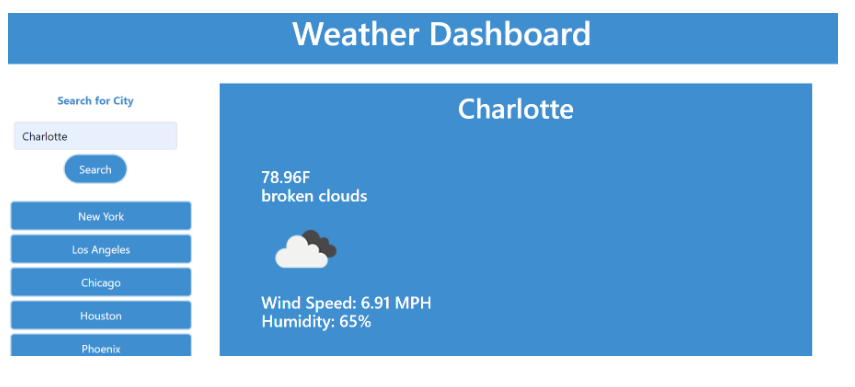 Weather Dashboard
Search for City
Charlotte
Search
New York
Los Angeles
Chicago
Houston
Phoenix
Charlotte
78.96F
broken clouds
Wind Speed: 6.91 MPH
Humidity: 65%